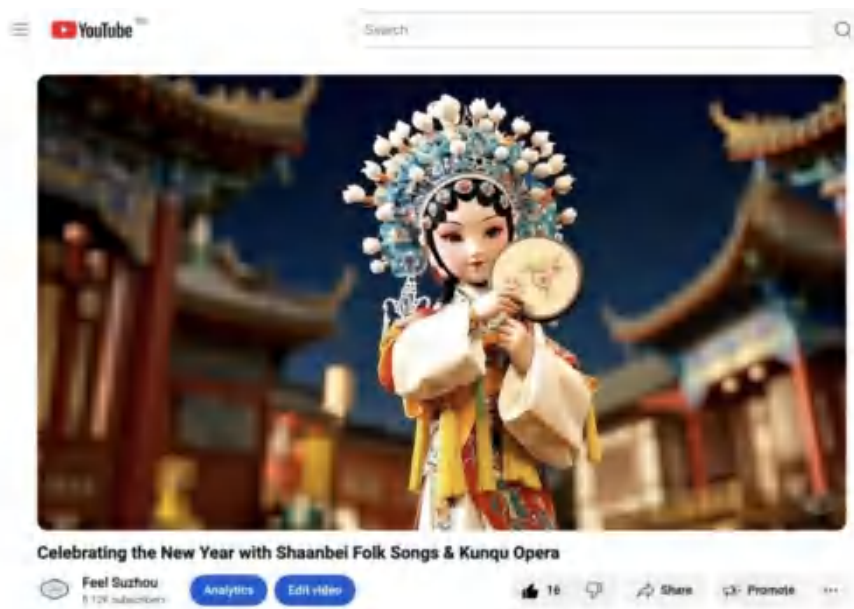 YouTube
Search
Celebrating the New Year with Shaanbei Folk Songs & Kunqu Opera
Feel Suzhou
subscribers
Analytics
Edit video
16
Share
Promote